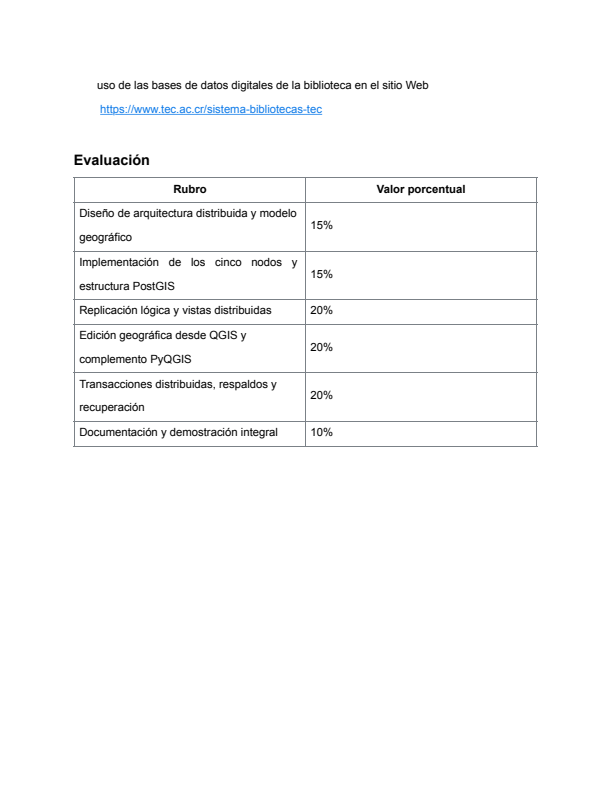 uso de las bases de datos digitales de la biblioteca en el sitio Web
https://www.tec.ac.cr/sistema-bibliotecas-tec
Evaluación
Rubro Valor porcentual
Diseño de arquitectura distribuida y modelo
geográfico
15%
Implementación de los cinco nodos y
estructura PostGIS
15%
Replicación lógica y vistas distribuidas 20%
Edición geográfica desde QGIS y
complemento PyQGIS
20%
Transacciones distribuidas, respaldos y
recuperación
20%
Documentación y demostración integral 10%